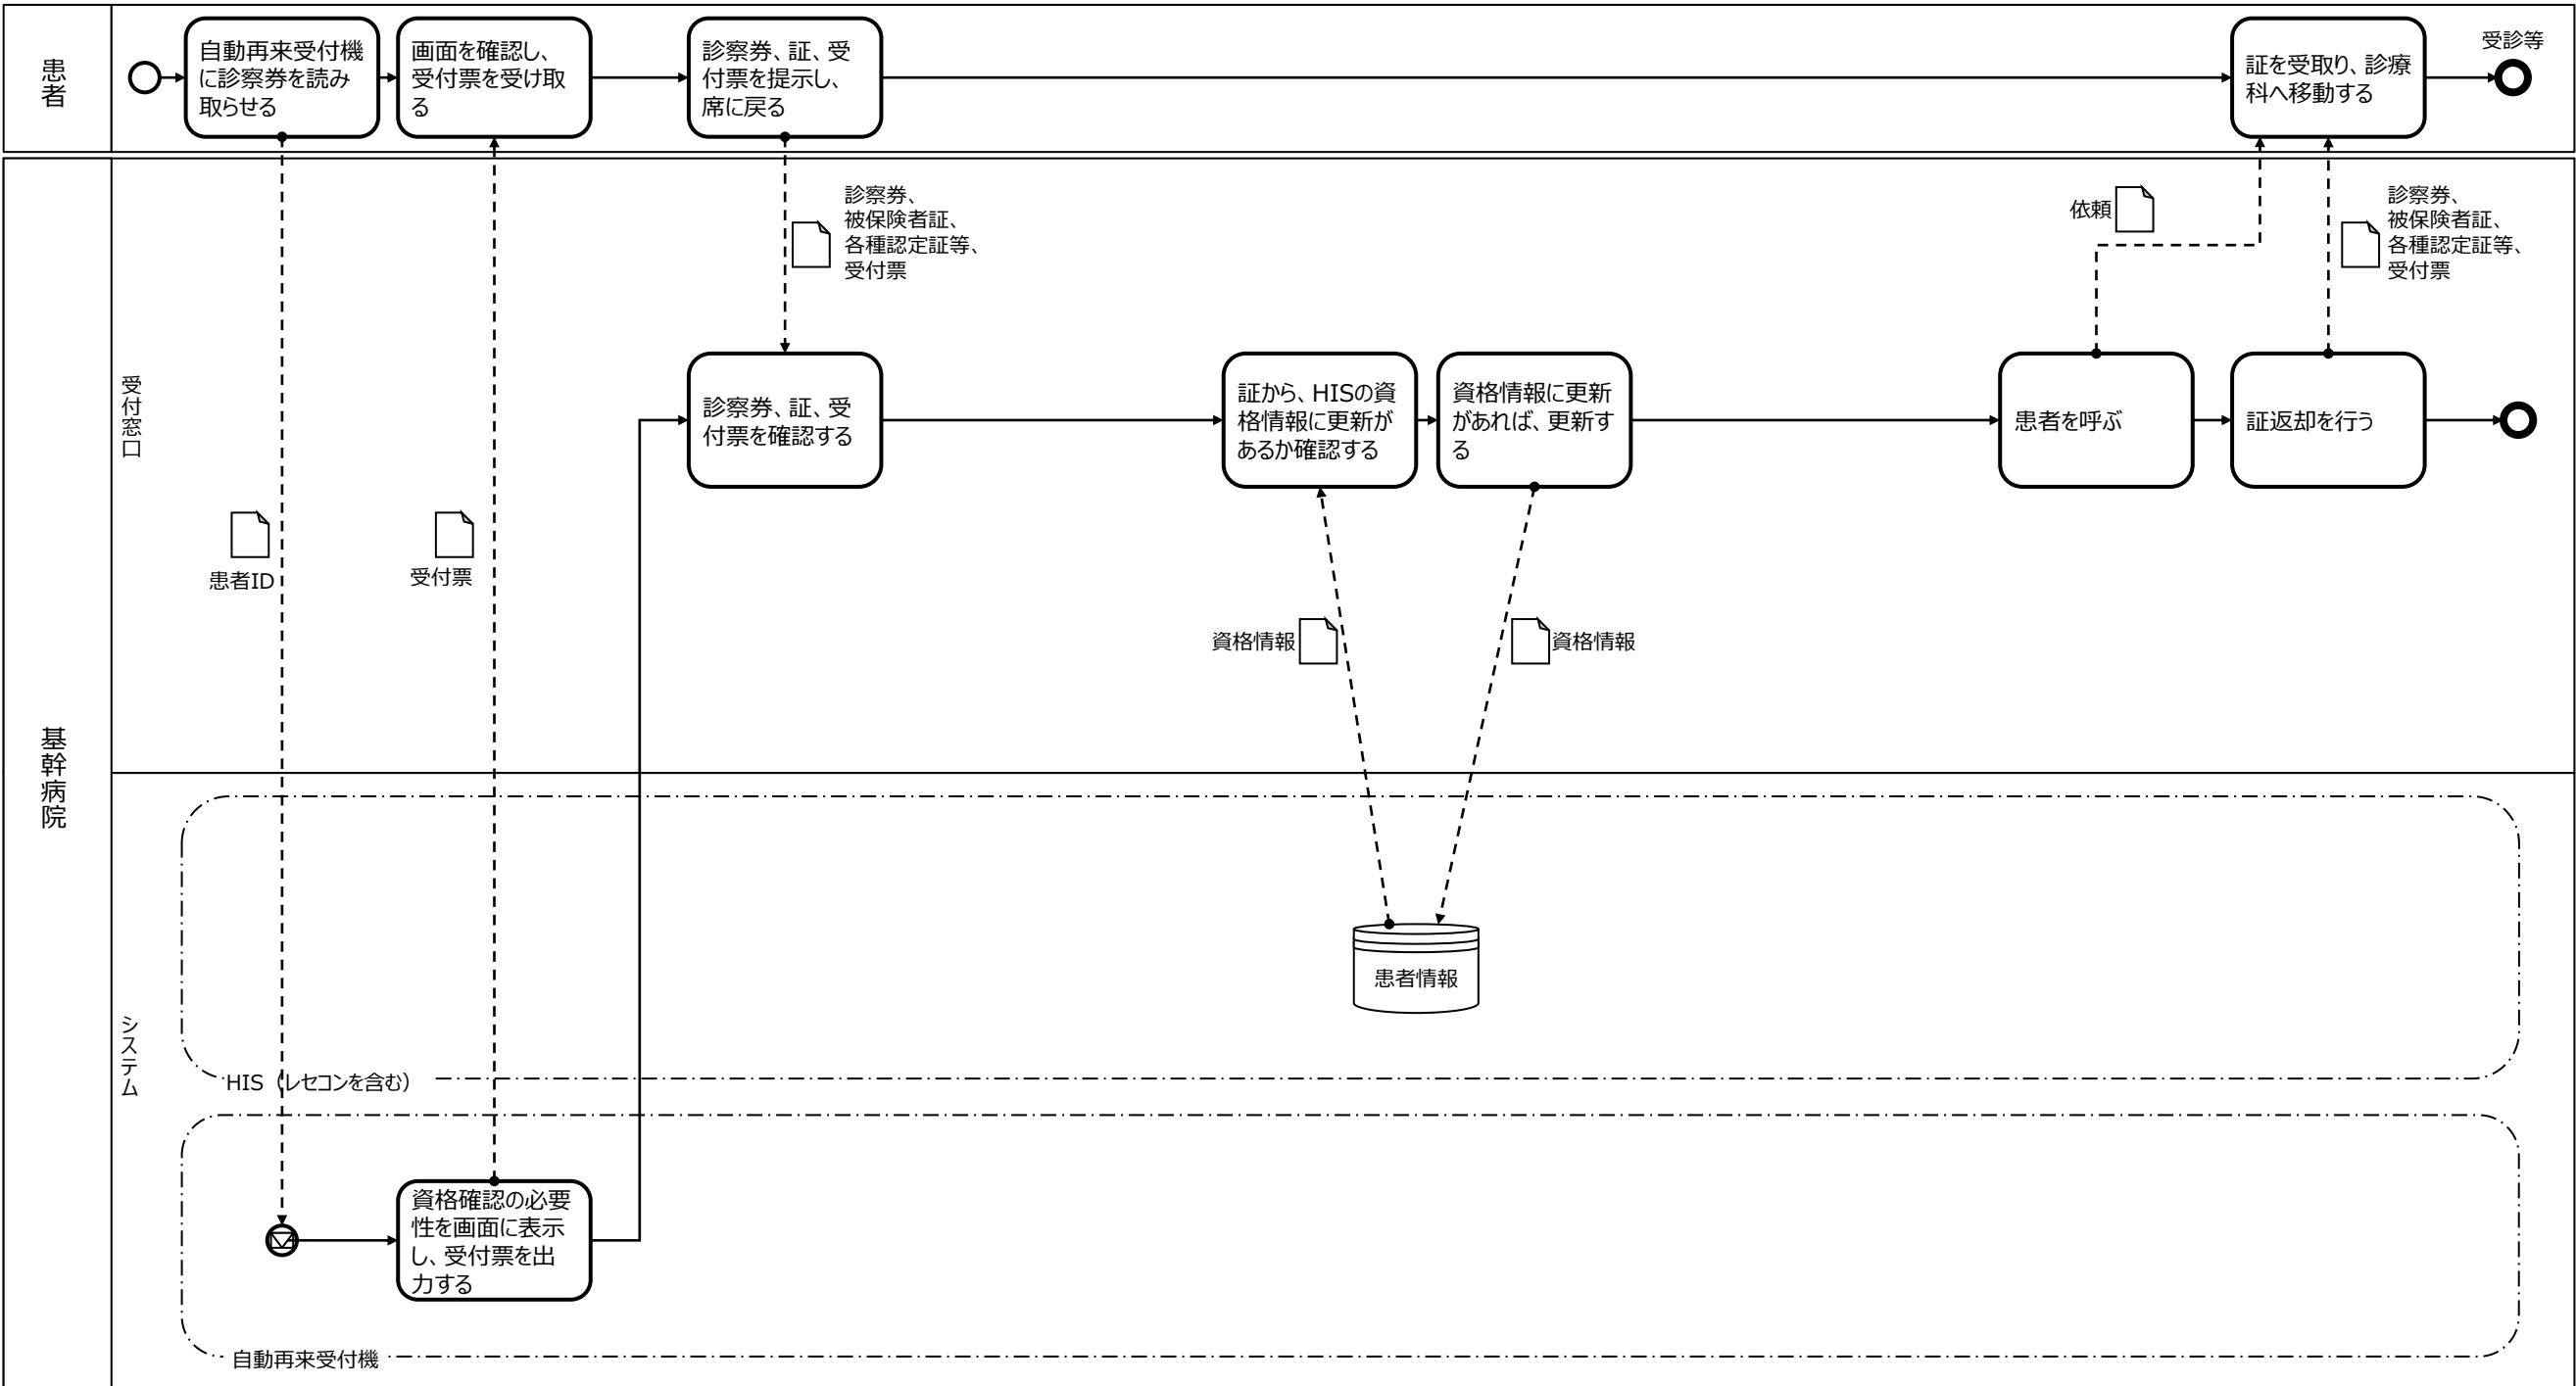 患者
自動再来受付機
に診察券を読み
取らせる
画面を確認し、
受付票を受け取
る
診察券、証、受
付票を提示し、
席に戻る
証を受取り、診療
科へ移動する
受診等
基幹病院
受付窓口
診察券、
被保険者証、
各種認定証等、
受付票
依頼
診察券、
被保険者証、
各種認定証等、
受付票
診察券、証、受
付票を確認する
証から、HISの資
格情報に更新が
あるか確認する
資格情報に更新
があれば、更新す
る
患者を呼ぶ
証返却を行う
患者ID
受付票
資格情報
資格情報
システム
患者情報
HIS（レセコンを含む）
資格確認の必要
性を画面に表示
し、受付票を出
力する
自動再来受付機